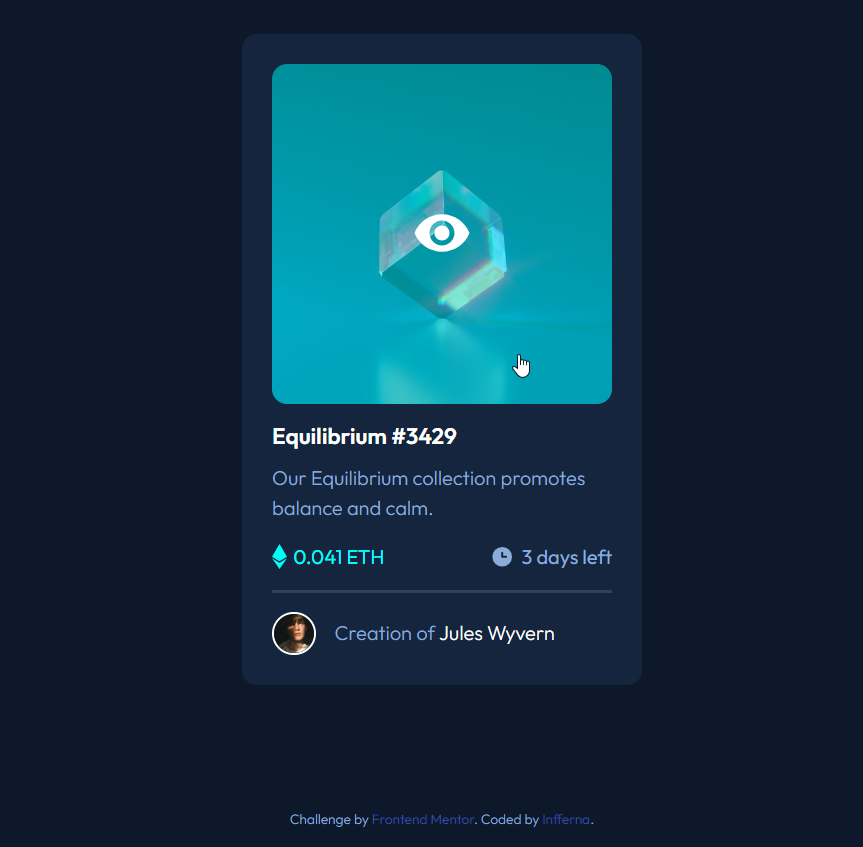 Equilibrium #3429
Our Equilibrium collection promotes
balance and calm.
0.041 ETH
3 days left
Creation of Jules Wyvern
Challenge by Frontend Mentor. Coded by Infferna.